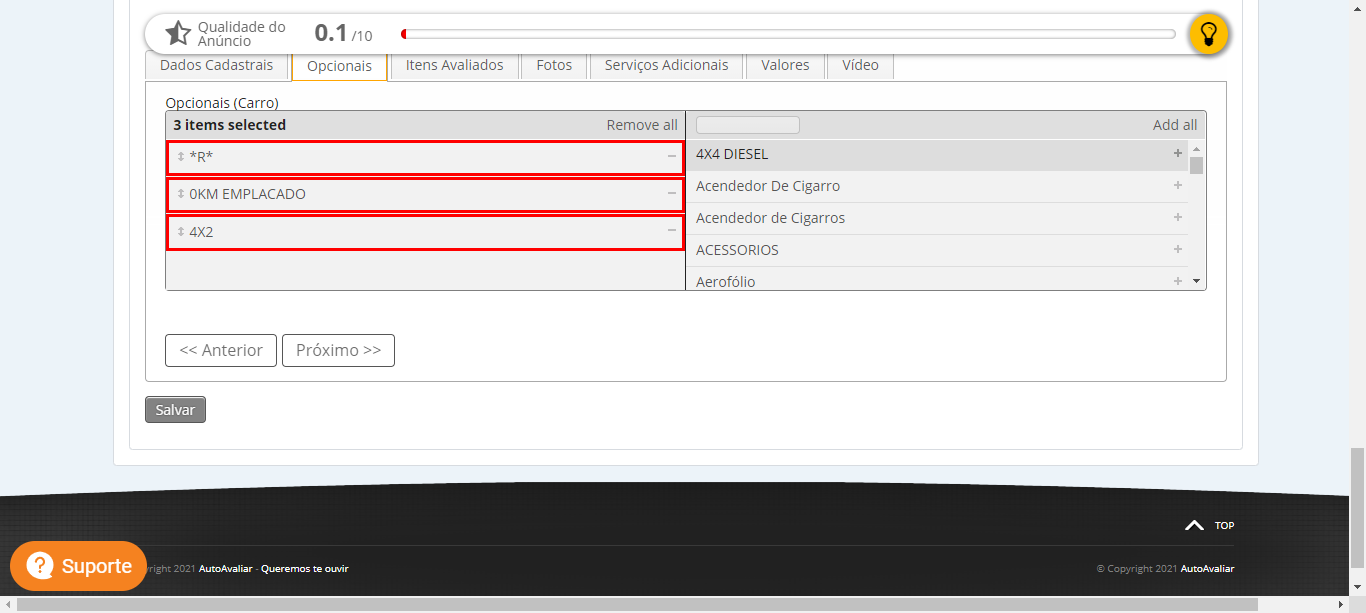 Qualidade do
Anúncio
0.1 /10
Dados Cadastrais
Opcionais
Itens Avaliados
Fotos
Serviços Adicionais
Valores
Vídeo
Opcionais (Carro)
3 items selected
Remove all
Add all
*R*
0KM EMPLACADO
4X2
4X4 DIESEL
Acendedor De Cigarro
Acendedor de Cigarros
ACESSORIOS
Aerofólio
<< Anterior
Próximo >>
Salvar
TOP
Suporte
2021 AutoAvaliar - Queremos te ouvir
© Copyright 2021 AutoAvaliar